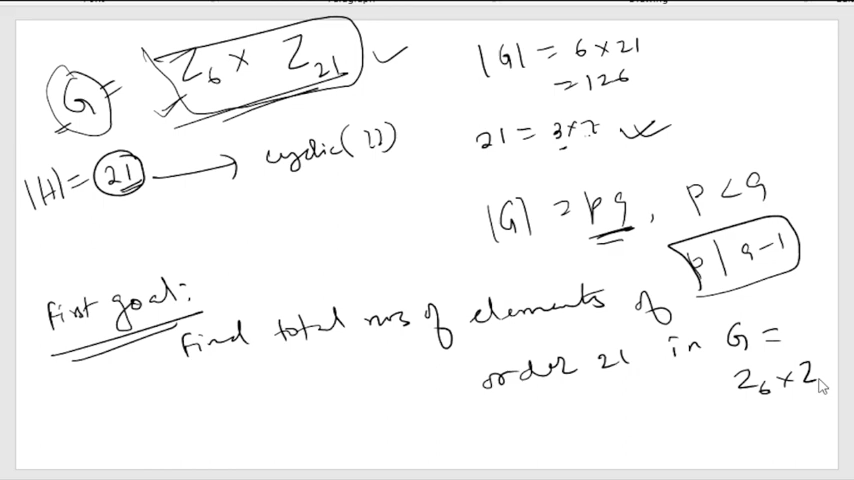 G = Z₆ × Z₂₁ ✓
|H| = 21 → cyclic(??)
|G| = 6 × 21
= 126
21 = 3 × 7
|G| = pq, p < q
p | q-1
first goal:
Find total nos of elements of
order 21 in G =
Z₆ × Z